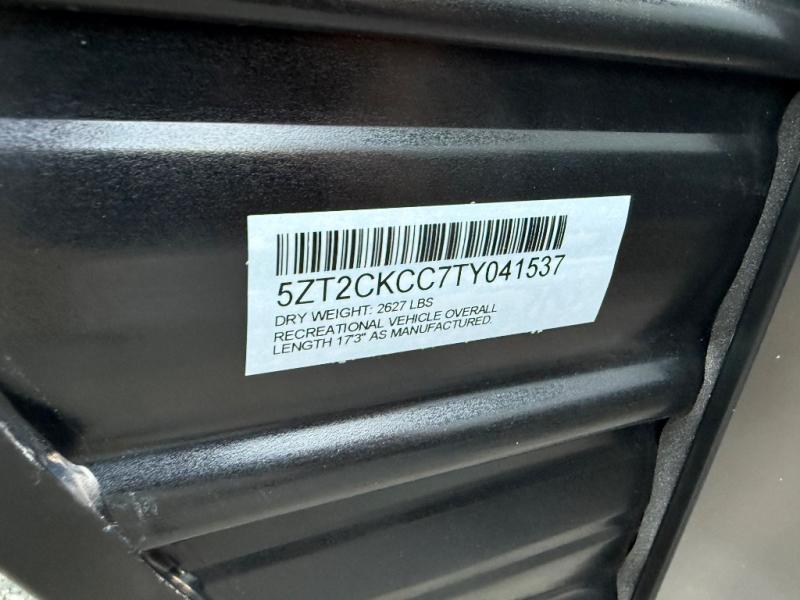 5ZT2CKCC7TY041537
DRY WEIGHT: 2627 LBS
RECREATIONAL VEHICLE OVERALL
LENGTH 17'3" AS MANUFACTURED.